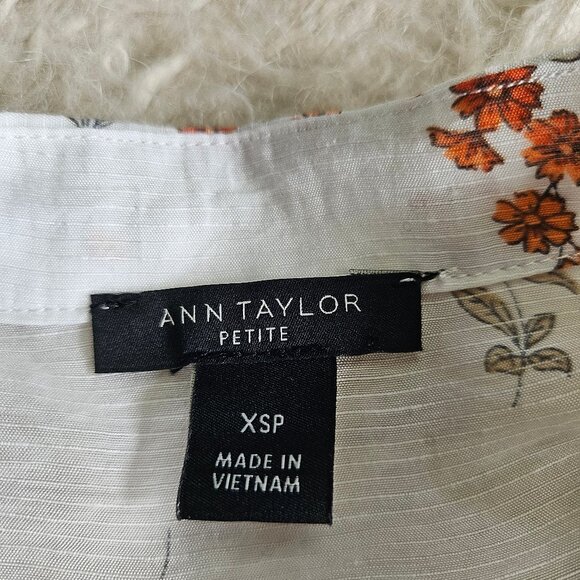 ANN TAYLOR
PETITE
XSP
MADE IN
VIETNAM